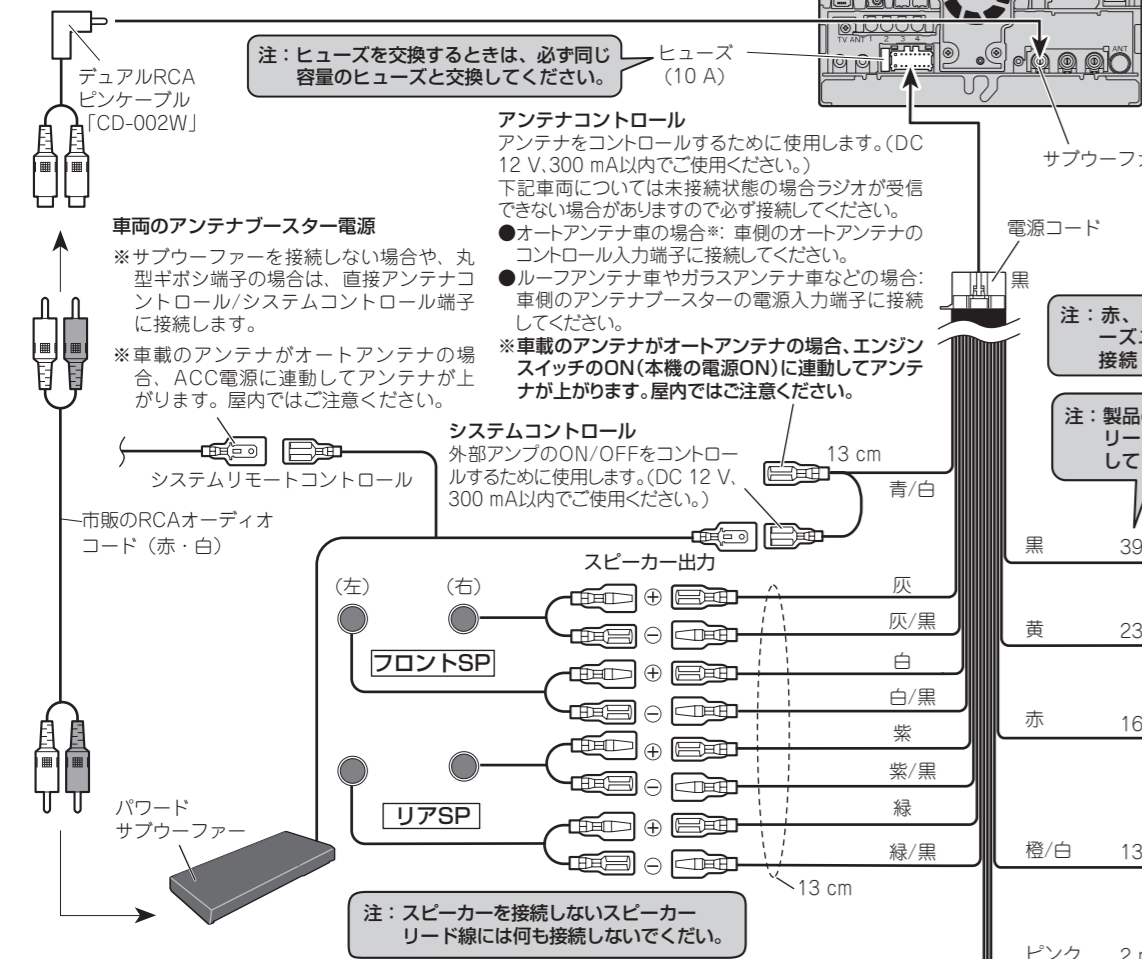 TV ANT 1 2 3 4
ANT
デュアルRCA
ピンケーブル
「CD-002W」
注：ヒューズを交換するときは、必ず同じ
容量のヒューズと交換してください。
ヒューズ
(10 A)
サブウーファ
アンテナコントロール
アンテナをコントロールするために使用します。（DC
12 V、300 mA以内でご使用ください。）
下記車両については未接続状態の場合ラジオが受信
できない場合がありますので必ず接続してください。
●オートアンテナ車の場合※：車側のオートアンテナの
コントロール入力端子に接続してください。
●ルーフアンテナ車やガラスアンテナ車などの場合：
車側のアンテナブースターの電源入力端子に接続
してください。
※車載のアンテナがオートアンテナの場合、エンジン
スイッチのON（本機の電源ON）に連動してアンテ
ナが上がります。屋内ではご注意ください。
車両のアンテナブースター電源
※サブウーファーを接続しない場合や、丸
型ギボシ端子の場合は、直接アンテナコ
ントロール/システムコントロール端子
に接続します。
※車載のアンテナがオートアンテナの場
合、ACC電源に連動してアンテナが上
がります。屋内ではご注意ください。
電源コード
黒
注：赤、
ーズユ
接続
注：製品
リー
して
システムコントロール
外部アンプのON/OFFをコントロー
ルするために使用します。（DC 12 V、
300 mA以内でご使用ください。）
システムリモートコントロール
13 cm
青/白
市販のRCAオーディオ
コード（赤・白）
スピーカー出力
（左）
（右）
フロントSP
リアSP
⊕
⊖
⊕
⊖
⊕
⊖
⊕
⊖
灰
灰/黒
白
白/黒
紫
紫/黒
緑
緑/黒
13 cm
黒 39
黄 23
赤 16
橙/白 13
ピンク 2
パワード
サブウーファー
注：スピーカーを接続しないスピーカー
リード線には何も接続しないでくだい。